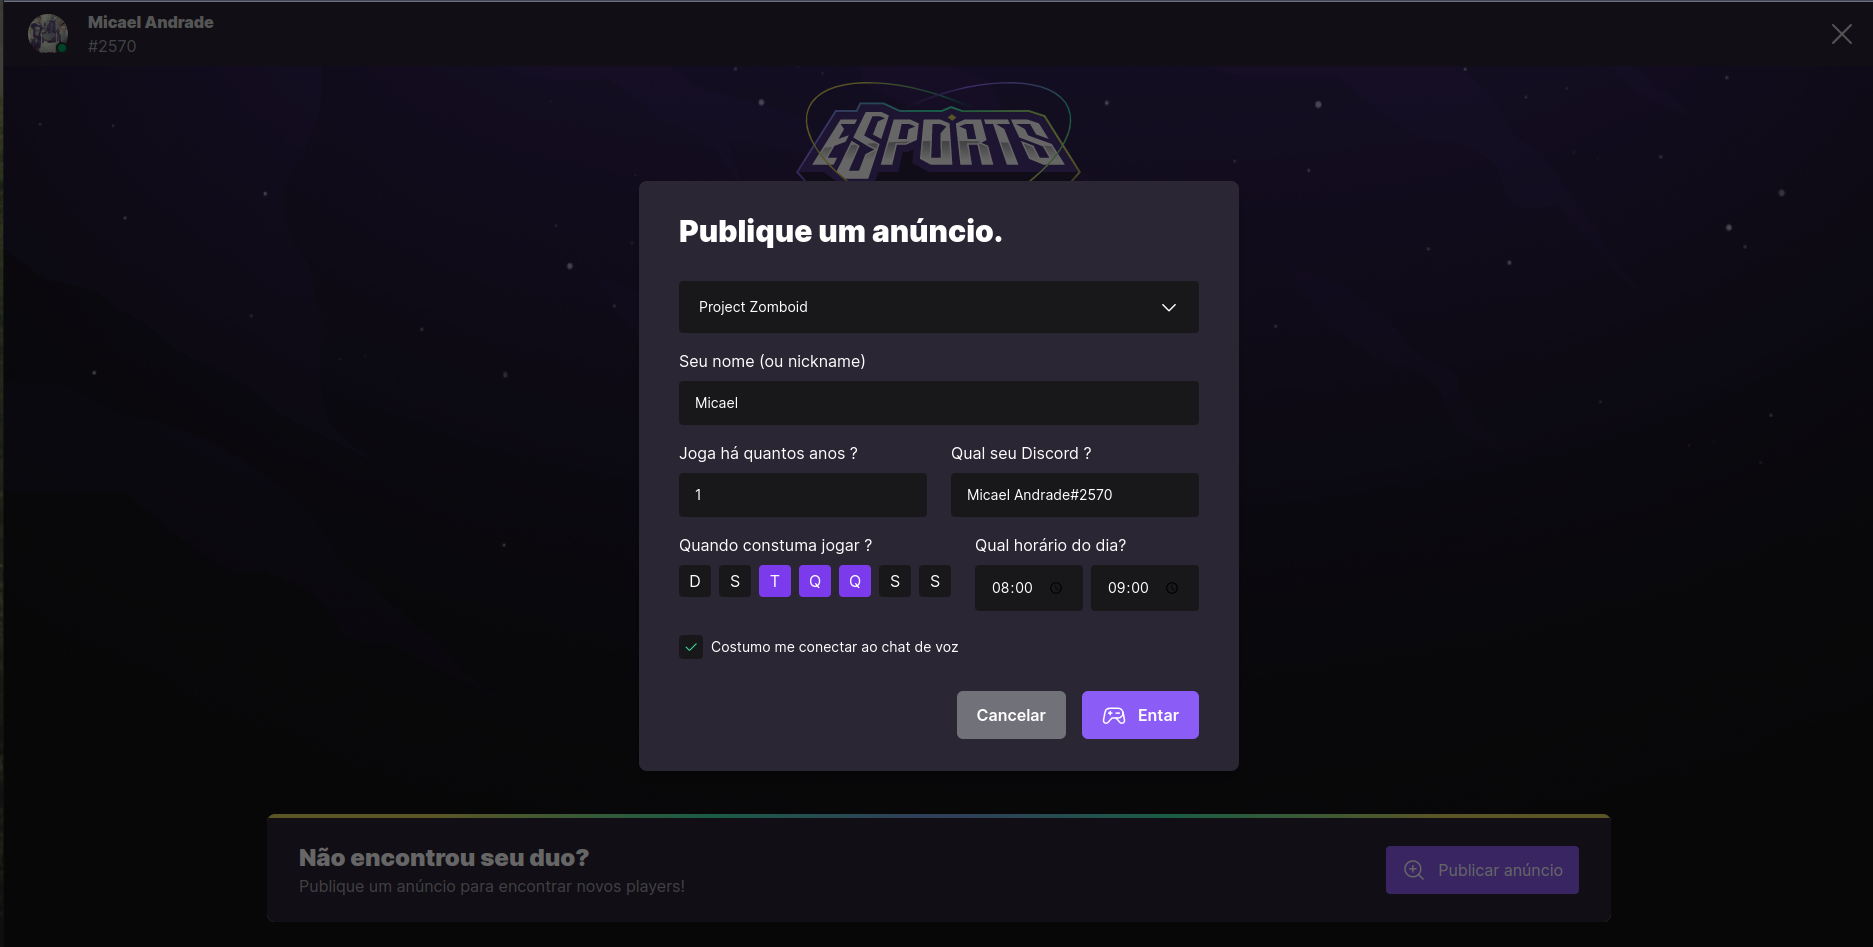 Micael Andrade
#2570
ESPORTS
Publique um anúncio.
Project Zomboid
Seu nome (ou nickname)
Micael
Joga há quantos anos ? Qual seu Discord ?
1 Micael Andrade#2570
Quando constuma jogar ? Qual horário do dia?
D S T Q Q S S 08:00 09:00
Costumo me conectar ao chat de voz
Cancelar Entar
Não encontrou seu duo?
Publique um anúncio para encontrar novos players!
Publicar anúncio